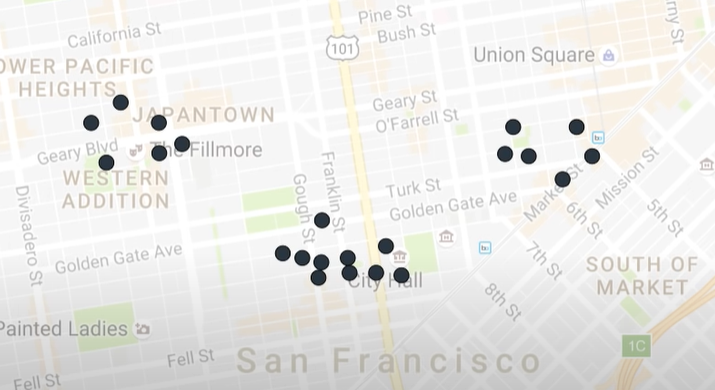 Pine St
California St
Bush St
101
Union Square
OWER PACIFIC
HEIGHTS
JAPANTOWN
Geary St
O'Farrell St
Geary Blvd
The Fillmore
WESTERN
ADDITION
Divisadero St
Gough St
Franklin St
Turk St
Golden Gate Ave
Market St
Mission St
5th St
6th St
7th St
8th St
Golden Gate Ave
City Hall
SOUTH OF
MARKET
Painted Ladies
Fell St
San Francisco
1C
Fell St